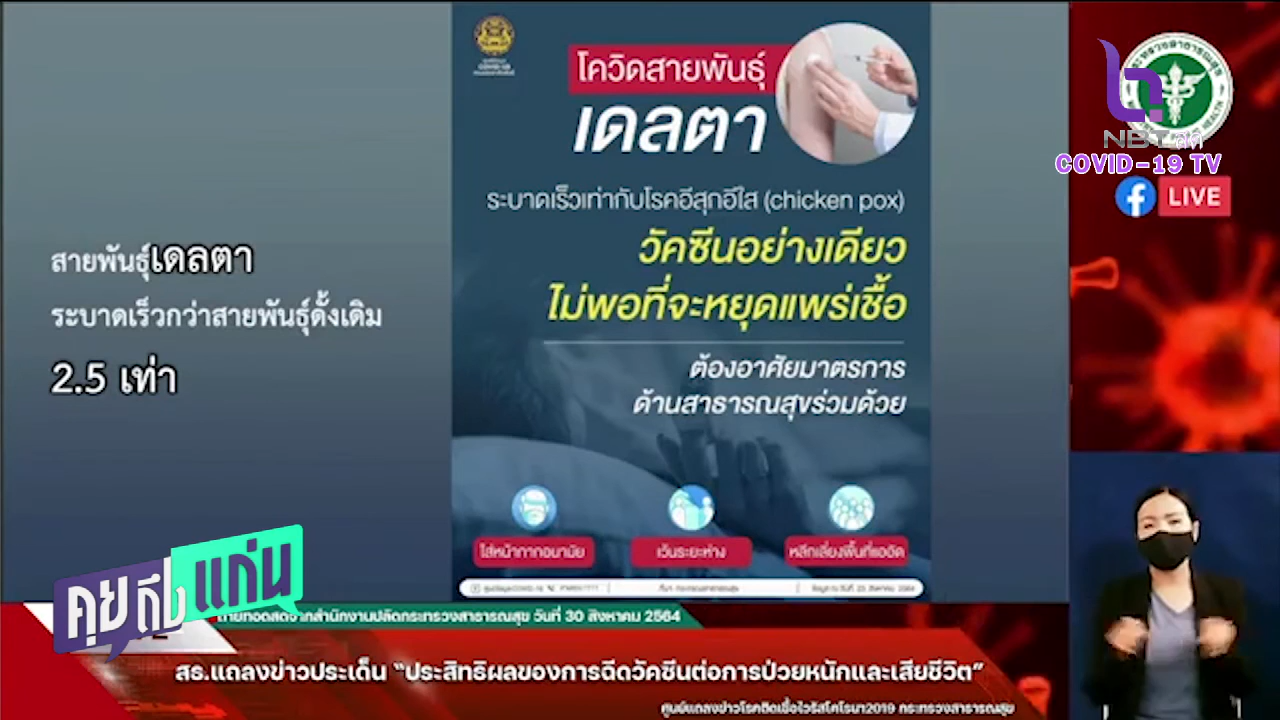 สายพันธุ์เดลตา
ระบาดเร็วกว่าสายพันธุ์ดั้งเดิม
2.5 เท่า
COVID-19
โควิดสายพันธุ์
เดลตา
ระบาดเร็วเท่ากับโรคอีสุกอีใส (chicken pox)
วัคซีนอย่างเดียว
ไม่พอที่จะหยุดแพร่เชื้อ
ต้องอาศัยมาตรการ
ด้านสาธารณสุขร่วมด้วย
ใส่หน้ากากอนามัย
เว้นระยะห่าง
หลีกเลี่ยงพื้นที่แออัด
NBT
COVID-19 TV
LIVE
คุยถึงแก่น
ถ่ายทอดสดจากสำนักงานปลัดกระทรวงสาธารณสุข วันที่ 30 สิงหาคม 2564
สธ.แถลงข่าวประเด็น “ประสิทธิผลของการฉีดวัคซีนต่อการป่วยหนักและเสียชีวิต”
ศูนย์แถลงข่าวโรคติดเชื้อไวรัสโคโรนา2019 กระทรวงสาธารณสุข